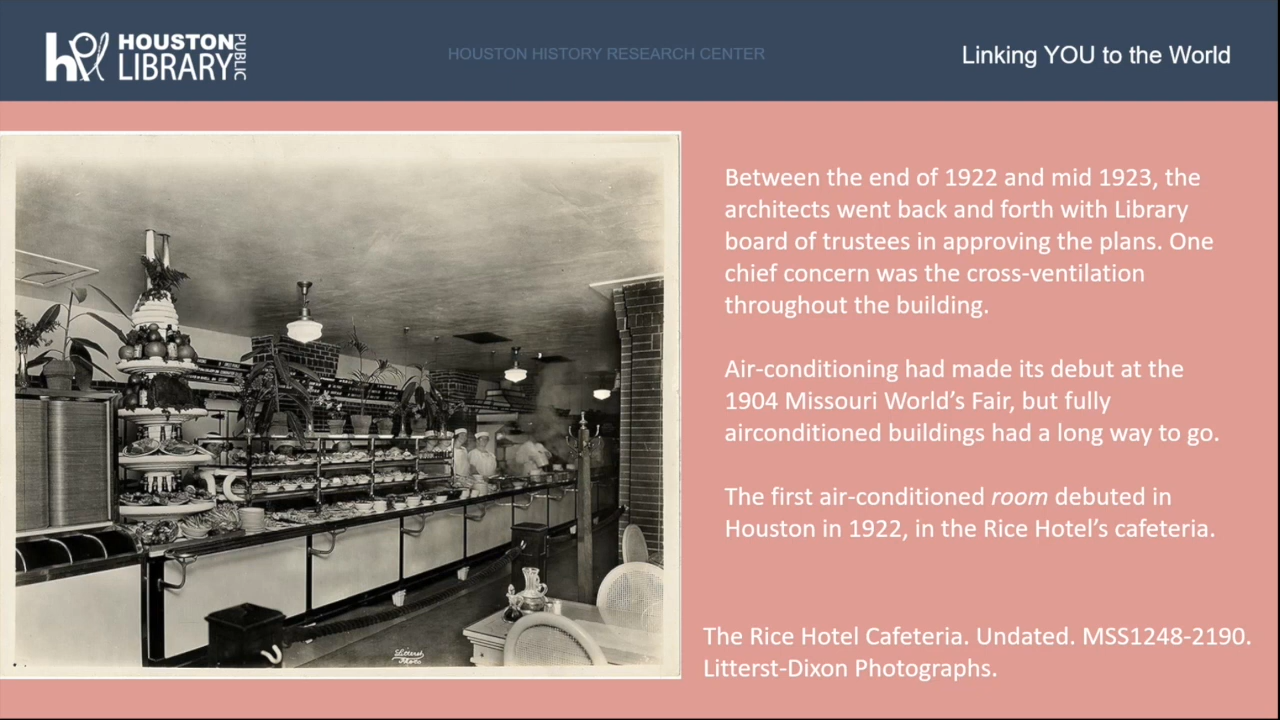 HOUSTON
LIBRARY
PUBLIC
HOUSTON HISTORY RESEARCH CENTER
Linking YOU to the World
Between the end of 1922 and mid 1923, the
architects went back and forth with Library
board of trustees in approving the plans. One
chief concern was the cross-ventilation
throughout the building.
Air-conditioning had made its debut at the
1904 Missouri World’s Fair, but fully
airconditioned buildings had a long way to go.
The first air-conditioned room debuted in
Houston in 1922, in the Rice Hotel’s cafeteria.
Litterst
Photo
The Rice Hotel Cafeteria. Undated. MSS1248-2190.
Litterst-Dixon Photographs.